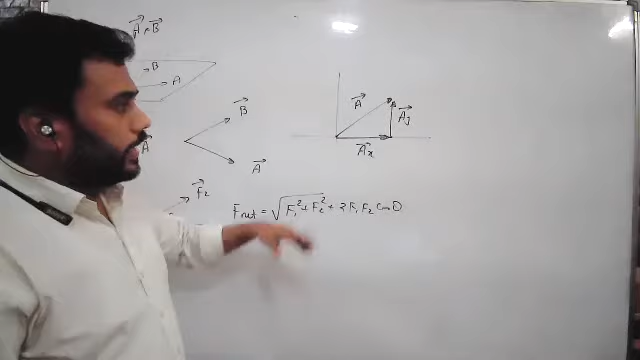 A × B
B
A
B
A
A
A
Ay
Ax
F₂
Fnet = √F₁² + F₂² + 2F₁F₂ cos θ